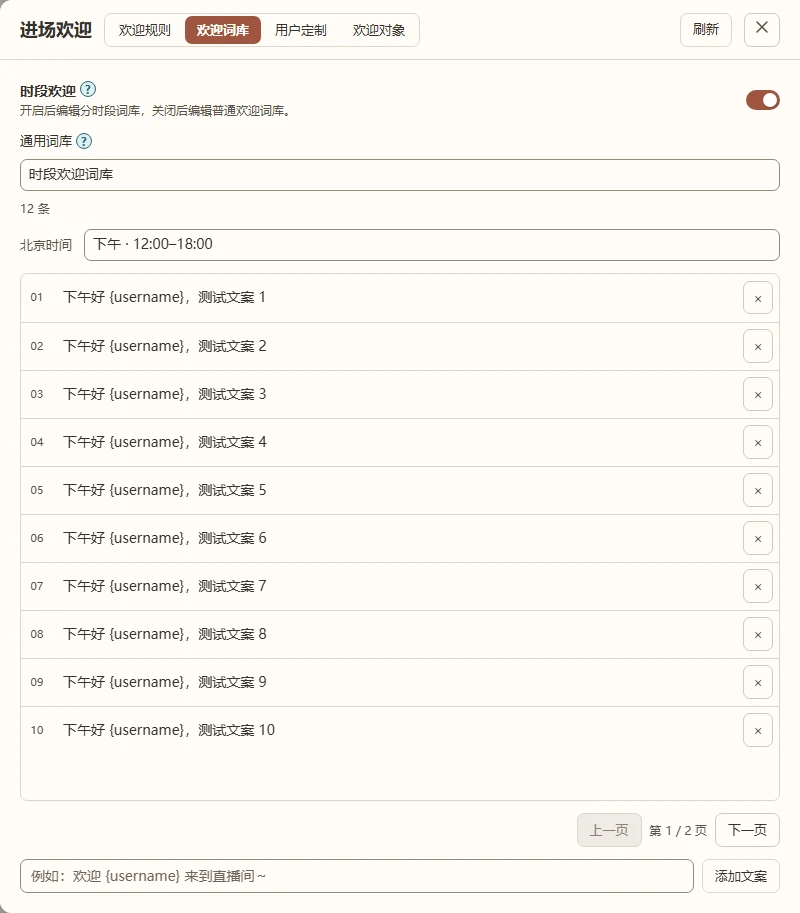 进场欢迎 欢迎规则 欢迎词库 用户定制 欢迎对象 刷新 ×
时段欢迎 ?
开启后编辑分时段词库，关闭后编辑普通欢迎词库。
通用词库 ?
时段欢迎词库
12 条
北京时间 下午 · 12:00–18:00
01 下午好 {username}，测试文案 1 ×
02 下午好 {username}，测试文案 2 ×
03 下午好 {username}，测试文案 3 ×
04 下午好 {username}，测试文案 4 ×
05 下午好 {username}，测试文案 5 ×
06 下午好 {username}，测试文案 6 ×
07 下午好 {username}，测试文案 7 ×
08 下午好 {username}，测试文案 8 ×
09 下午好 {username}，测试文案 9 ×
10 下午好 {username}，测试文案 10 ×
上一页 第 1 / 2 页 下一页
例如：欢迎 {username} 来到直播间～ 添加文案